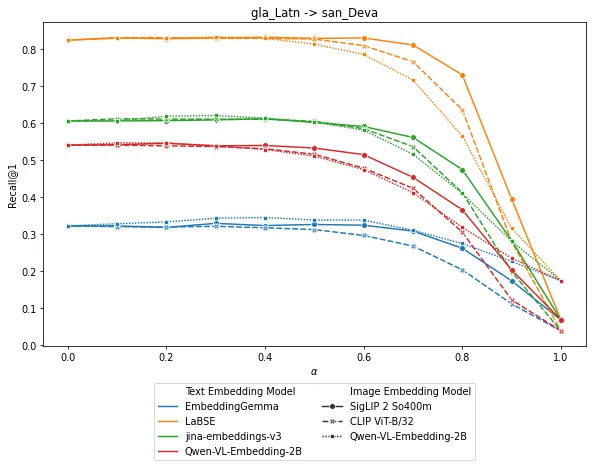 gla_Latn -> san_Deva
Recall@1
0.8
0.7
0.6
0.5
0.4
0.3
0.2
0.1
0.0
0.0 0.2 0.4 0.6 0.8 1.0
α
Text Embedding Model Image Embedding Model
EmbeddingGemma SigLIP 2 So400m
LaBSE CLIP ViT-B/32
jina-embeddings-v3 Qwen-VL-Embedding-2B
Qwen-VL-Embedding-2B